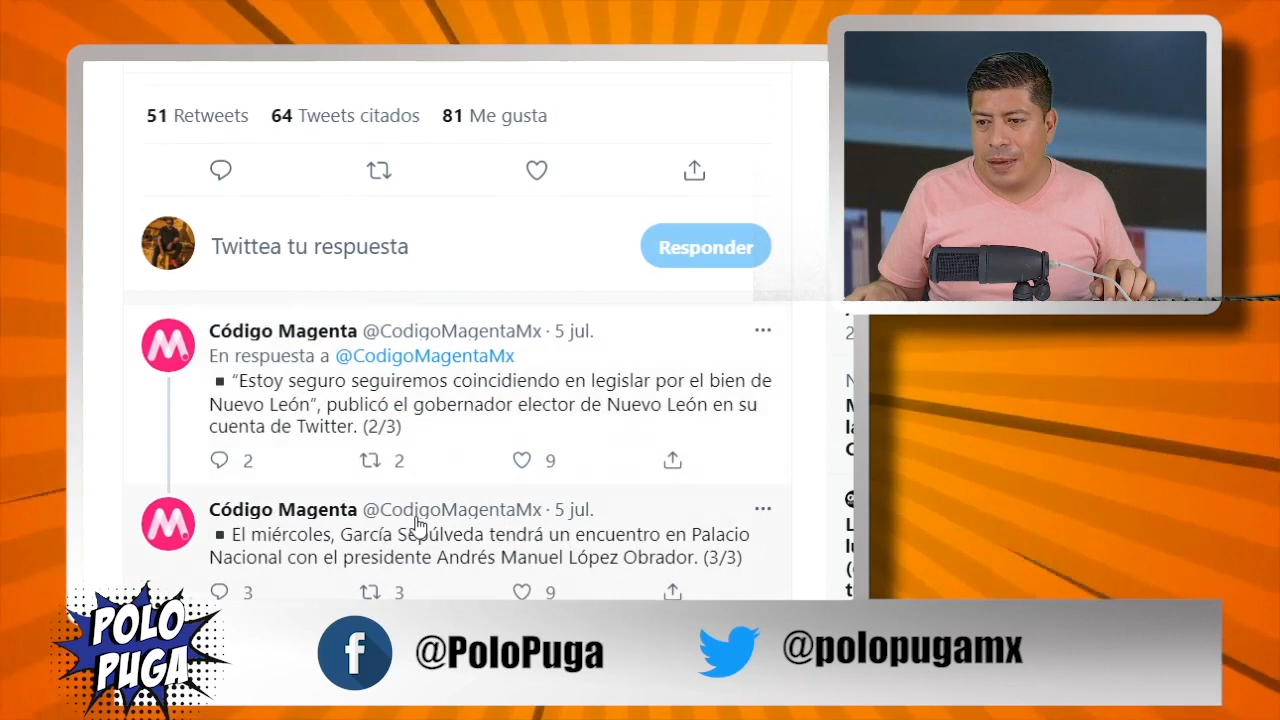 51 Retweets 64 Tweets citados 81 Me gusta
Twittea tu respuesta
Responder
Código Magenta @CodigoMagentaMx · 5 jul.
En respuesta a @CodigoMagentaMx
▪ “Estoy seguro seguiremos coincidiendo en legislar por el bien de
Nuevo León”, publicó el gobernador elector de Nuevo León en su
cuenta de Twitter. (2/3)
2 2 9
Código Magenta @CodigoMagentaMx · 5 jul.
▪ El miércoles, García Sepúlveda tendrá un encuentro en Palacio
Nacional con el presidente Andrés Manuel López Obrador. (3/3)
3 3 9
POLO
PUGA
@PoloPuga
@polopugamx